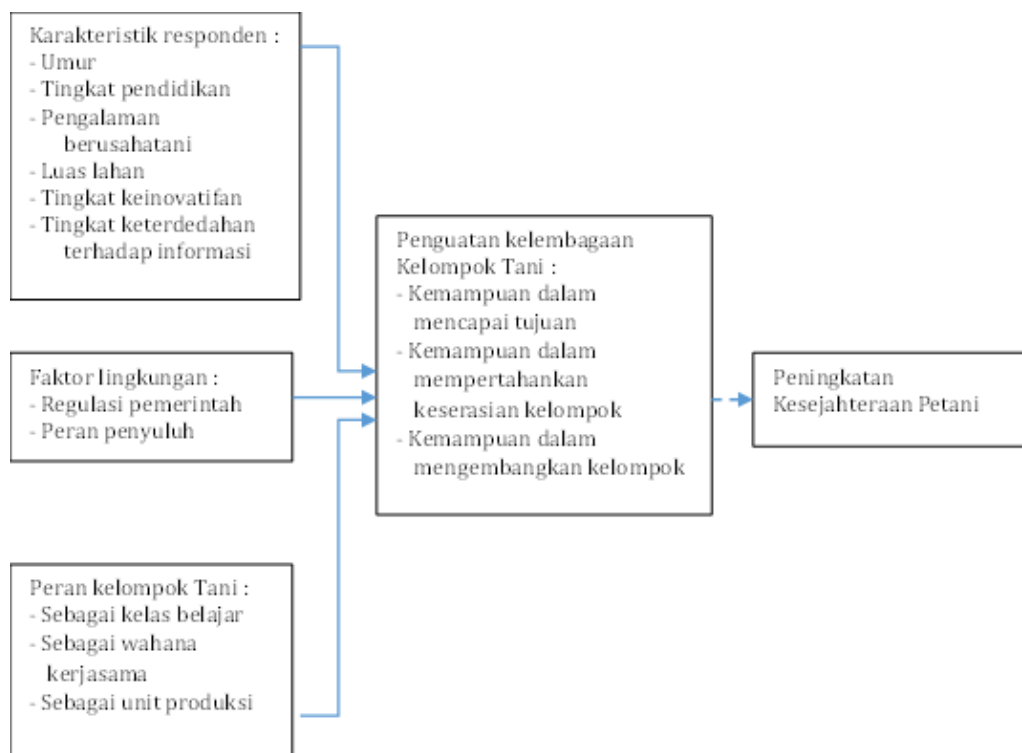 Karakteristik responden :
- Umur
- Tingkat pendidikan
- Pengalaman
berusahatani
- Luas lahan
- Tingkat keinovatifan
- Tingkat keterdedahan
terhadap informasi
Faktor lingkungan :
- Regulasi pemerintah
- Peran penyuluh
Peran kelompok Tani :
- Sebagai kelas belajar
- Sebagai wahana
kerjasama
- Sebagai unit produksi
Penguatan kelembagaan
Kelompok Tani :
- Kemampuan dalam
mencapai tujuan
- Kemampuan dalam
mempertahankan
keserasian kelompok
- Kemampuan dalam
mengembangkan kelompok
Peningkatan
Kesejahteraan Petani